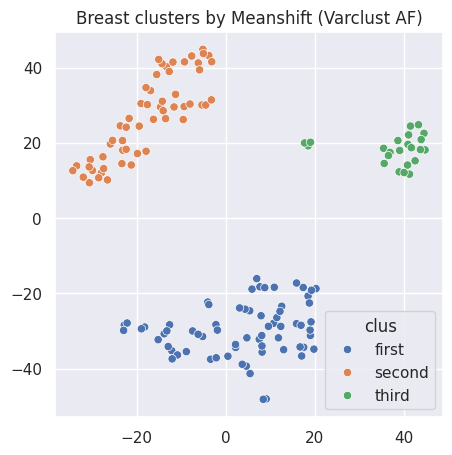 Breast clusters by Meanshift (Varclust AF)
40
20
0
−20
−40
−20
0
20
40
clus
first
second
third